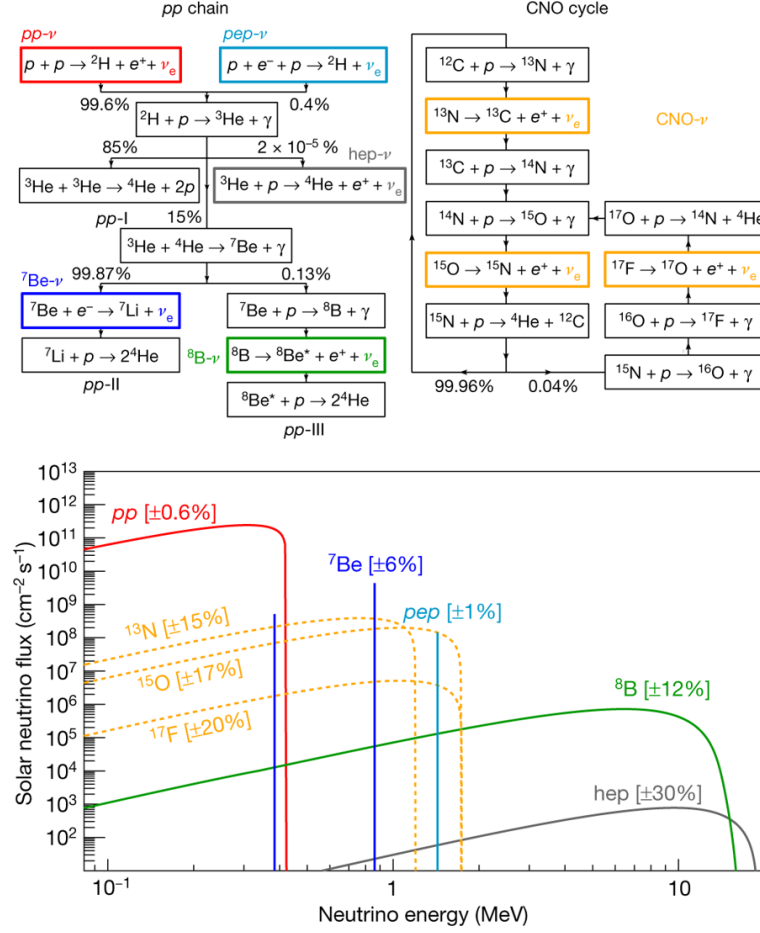 pp chain
pp-ν
pep-ν
p + p → ²H + e⁺ + νₑ
p + e⁻ + p → ²H + νₑ
99.6%
0.4%
²H + p → ³He + γ
85%
2 × 10⁻⁵ %
hep-ν
³He + ³He → ⁴He + 2p
³He + p → ⁴He + e⁺ + νₑ
pp-I
15%
³He + ⁴He → ⁷Be + γ
⁷Be-ν
99.87%
0.13%
⁷Be + e⁻ → ⁷Li + νₑ
⁷Be + p → ⁸B + γ
⁷Li + p → 2⁴He
⁸B-ν
⁸B → ⁸Be* + e⁺ + νₑ
pp-II
⁸Be* + p → 2⁴He
pp-III
CNO cycle
¹²C + p → ¹³N + γ
¹³N → ¹³C + e⁺ + νₑ
CNO-ν
¹³C + p → ¹⁴N + γ
¹⁴N + p → ¹⁵O + γ
¹⁷O + p → ¹⁴N + ⁴He
¹⁵O → ¹⁵N + e⁺ + νₑ
¹⁷F → ¹⁷O + e⁺ + νₑ
¹⁵N + p → ⁴He + ¹²C
¹⁶O + p → ¹⁷F + γ
99.96%
0.04%
¹⁵N + p → ¹⁶O + γ
Solar neutrino flux (cm⁻² s⁻¹)
10¹³
10¹²
10¹¹
10¹⁰
10⁹
10⁸
10⁷
10⁶
10⁵
10⁴
10³
10²
pp [±0.6%]
⁷Be [±6%]
pep [±1%]
¹³N [±15%]
¹⁵O [±17%]
¹⁷F [±20%]
⁸B [±12%]
hep [±30%]
10⁻¹
1
10
Neutrino energy (MeV)